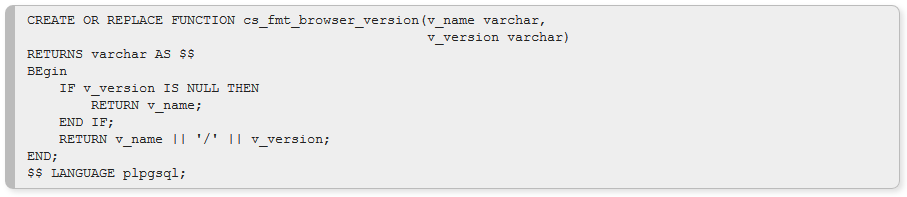 CREATE OR REPLACE FUNCTION cs_fmt_browser_version(v_name varchar,
                                                  v_version varchar)
RETURNS varchar AS $$
BEgin
    IF v_version IS NULL THEN
        RETURN v_name;
    END IF;
    RETURN v_name || '/' || v_version;
END;
$$ LANGUAGE plpgsql;